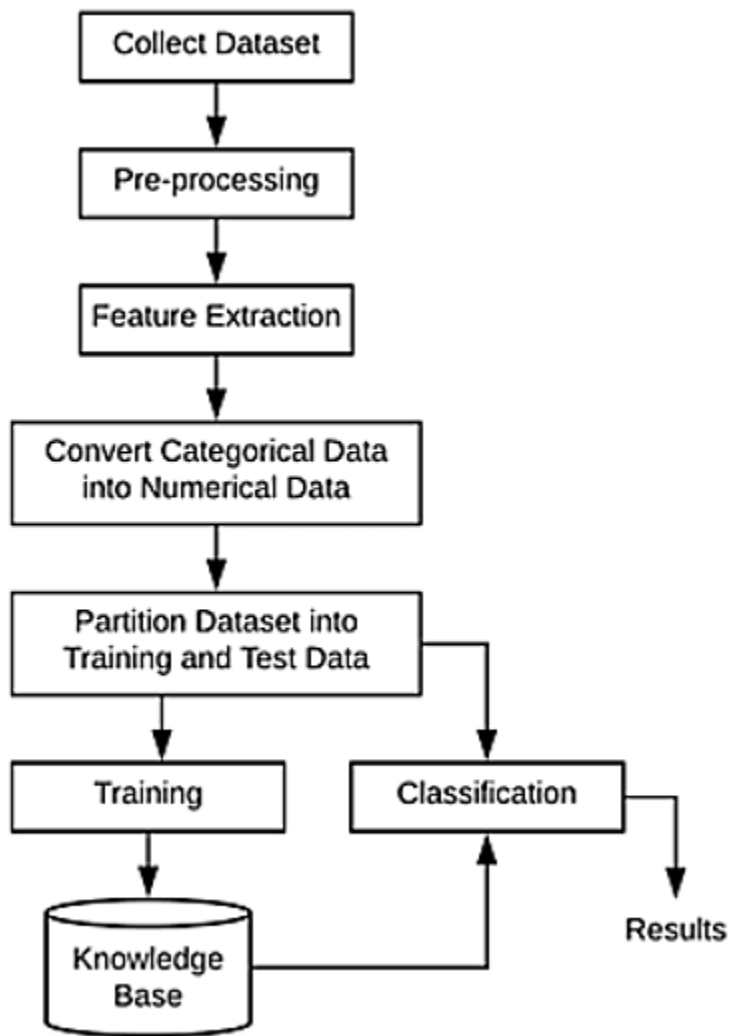 Collect Dataset
Pre-processing
Feature Extraction
Convert Categorical Data
into Numerical Data
Partition Dataset into
Training and Test Data
Training
Classification
Results
Knowledge
Base